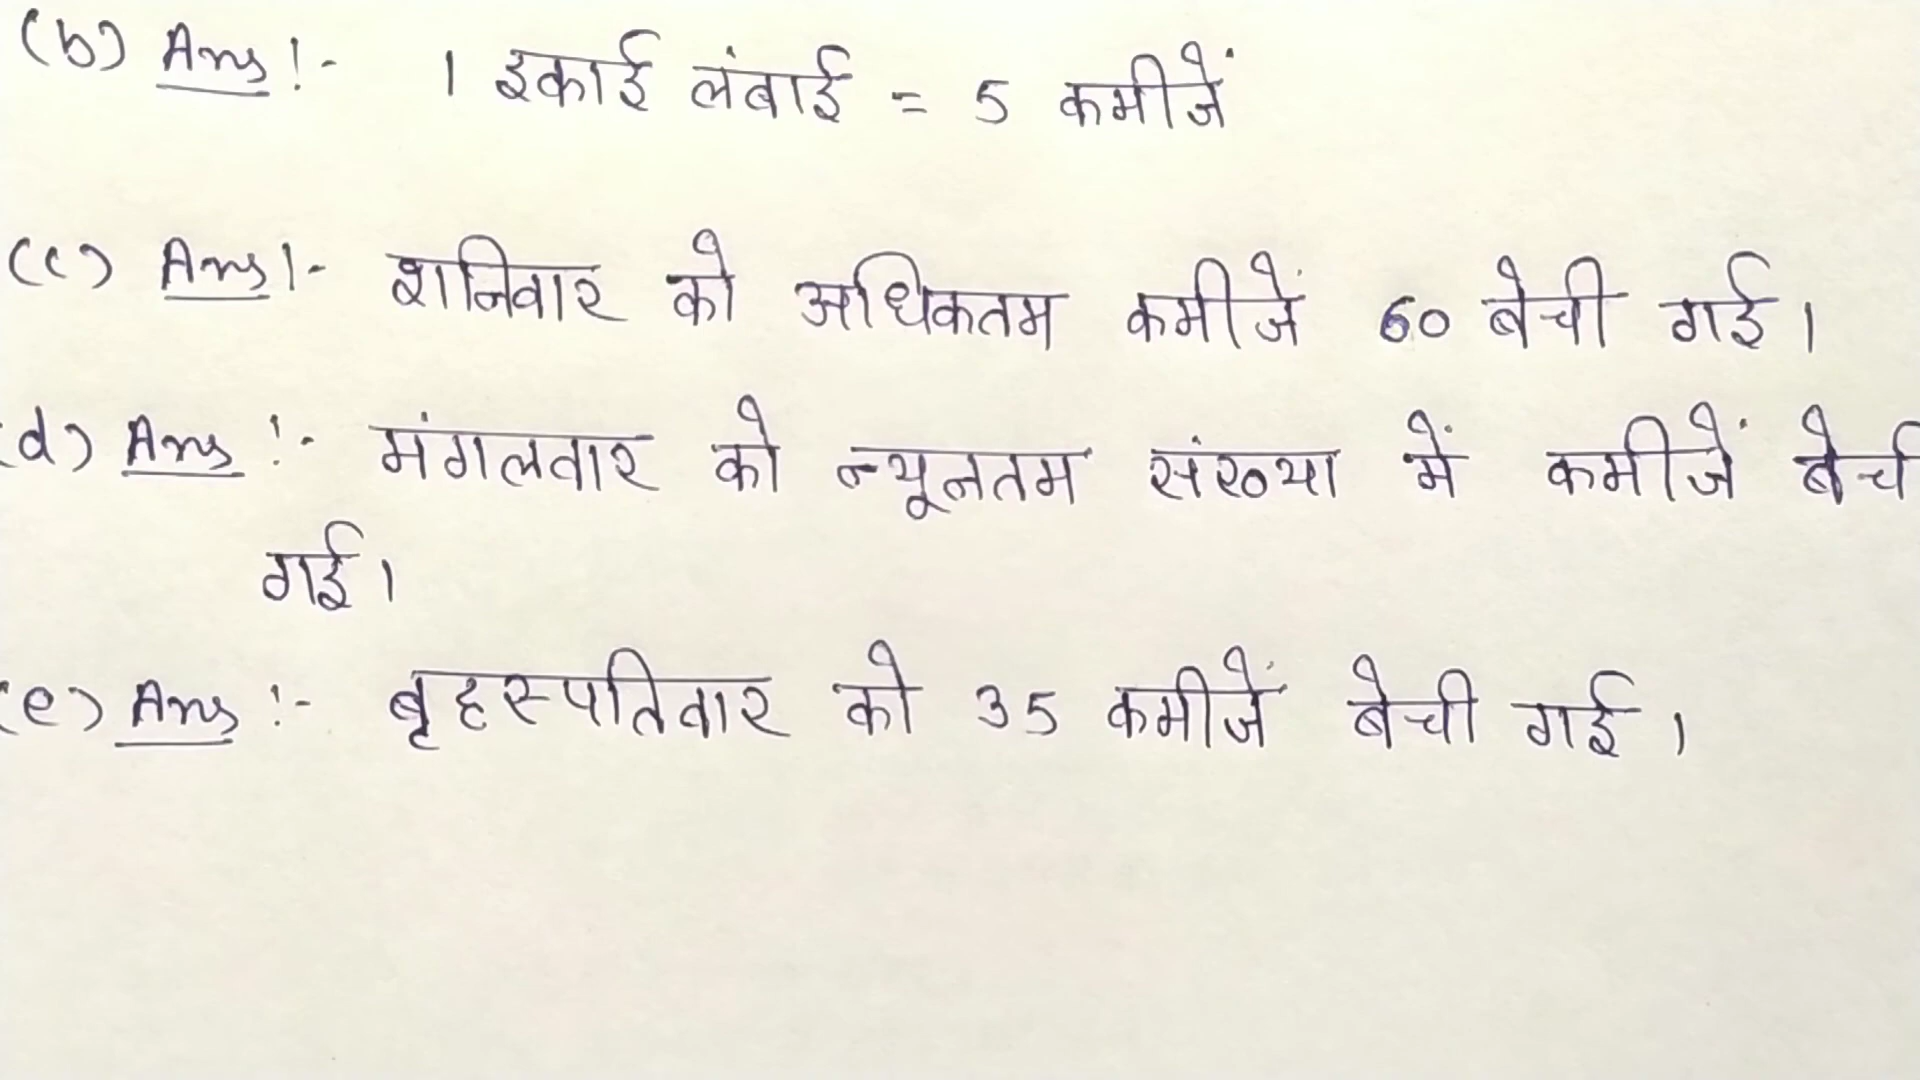 (b) Ans :- 1 इकाई लंबाई = 5 कमीजें
(c) Ans :- शनिवार को अधिकतम कमीजें 60 बेची गई।
(d) Ans :- मंगलवार को न्यूनतम संख्या में कमीजें बेची
गई।
(e) Ans :- बृहस्पतिवार को 35 कमीजें बेची गई।